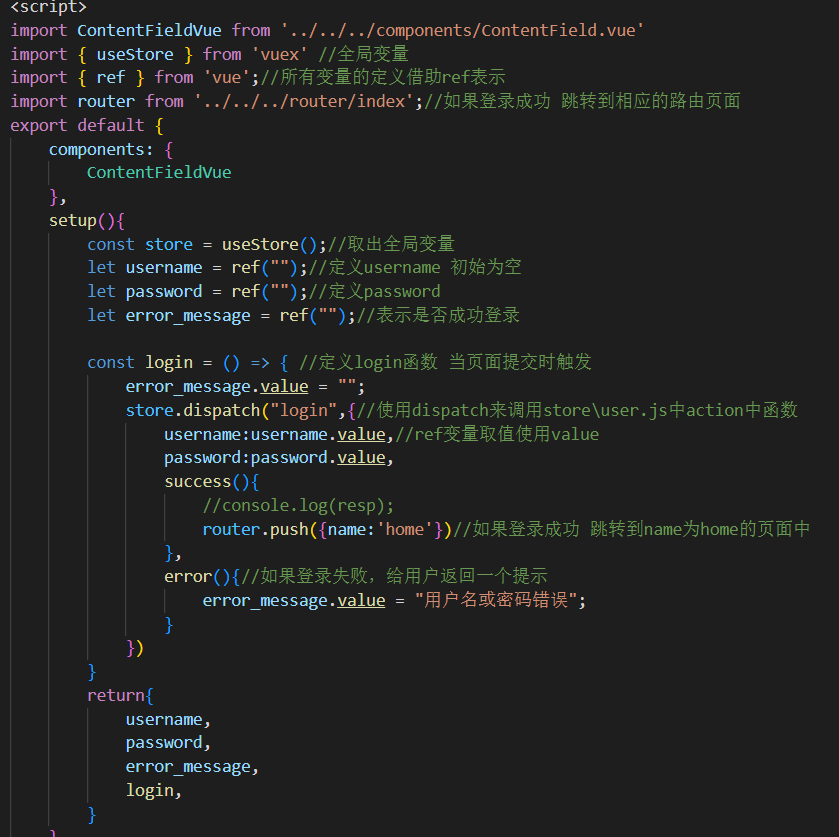 <script>
import ContentFieldVue from '../../../components/ContentField.vue'
import { useStore } from 'vuex' //全局变量
import { ref } from 'vue';//所有变量的定义借助ref表示
import router from '../../../router/index';//如果登录成功 跳转到相应的路由页面
export default {
    components: {
        ContentFieldVue
    },
    setup(){
        const store = useStore();//取出全局变量
        let username = ref("");//定义username 初始为空
        let password = ref("");//定义password
        let error_message = ref("");//表示是否成功登录

        const login = () => { //定义login函数 当页面提交时触发
            error_message.value = "";
            store.dispatch("login",{//使用dispatch来调用store\user.js中action中函数
                username:username.value,//ref变量取值使用value
                password:password.value,
                success(){
                    //console.log(resp);
                    router.push({name:'home'})//如果登录成功 跳转到name为home的页面中
                },
                error(){//如果登录失败，给用户返回一个提示
                    error_message.value = "用户名或密码错误";
                }
            })
        }
        return{
            username,
            password,
            error_message,
            login,
        }
    }